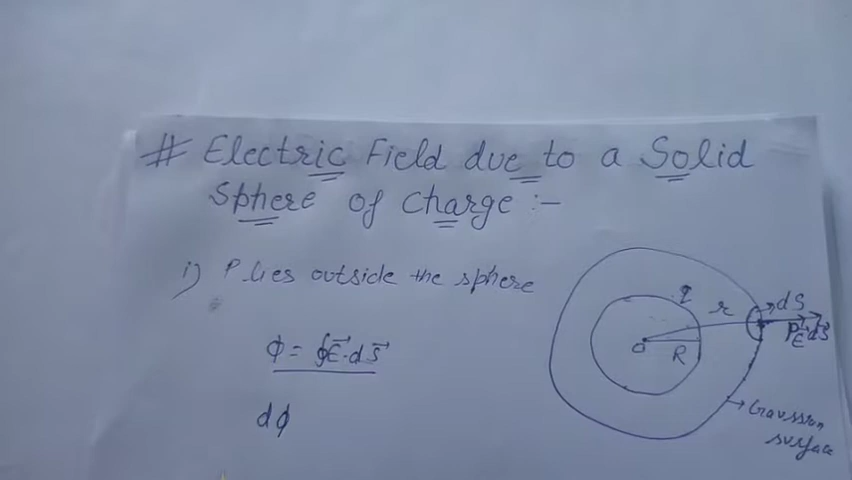 # Electric Field due to a Solid
Sphere of Charge :-
i) P lies outside the sphere
ϕ = ∮E⃗·dS⃗
dϕ
q
r
dS
P
E⃗
dS⃗
O
R
Gaussian
surface